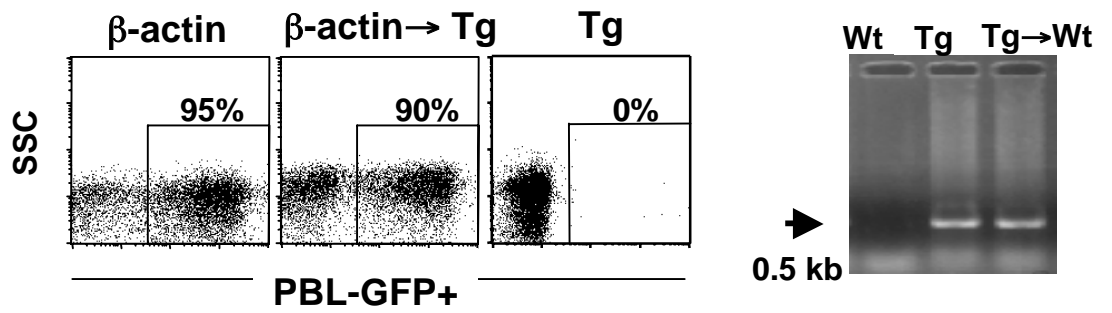 β-actin
β-actin→ Tg
Tg
95%
90%
0%
SSC
PBL-GFP+
Wt
Tg
Tg→Wt
0.5 kb